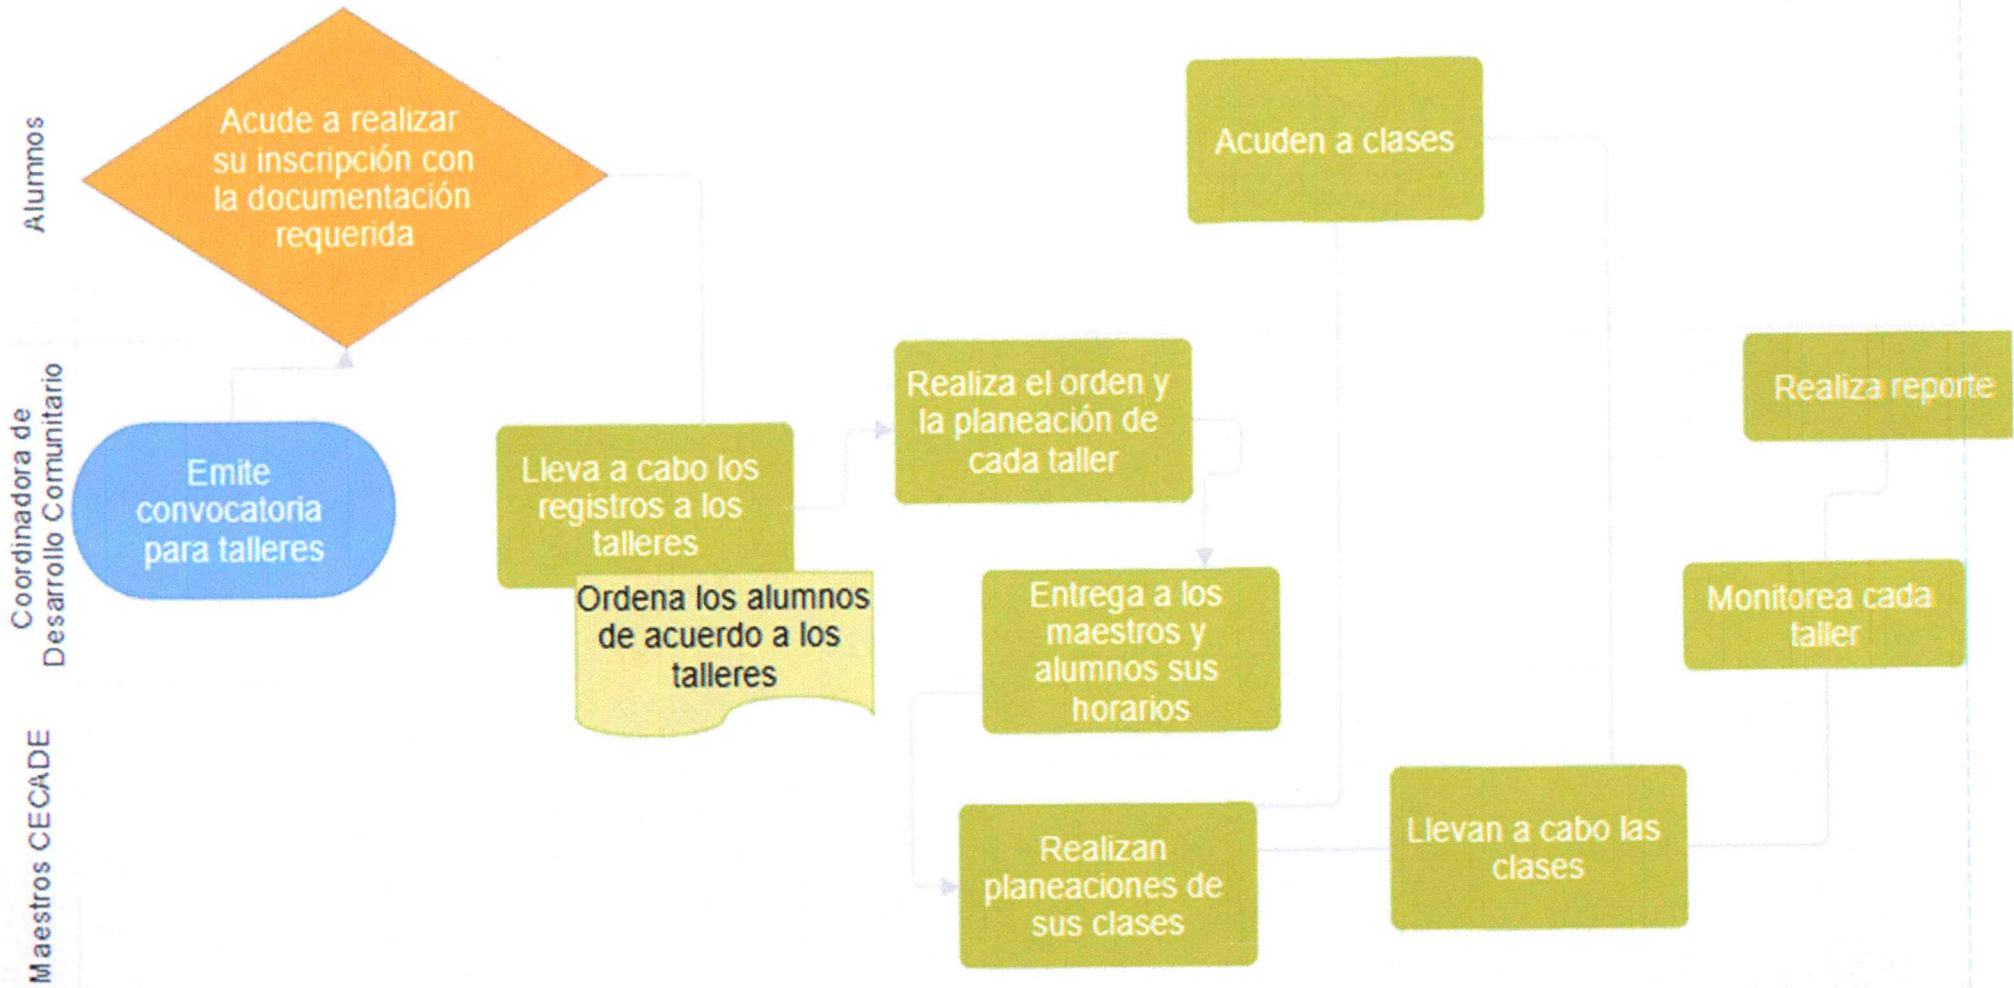 Alumnos
Acude a realizar
su inscripción con
la documentación
requerida
Acuden a clases
Coordinadora de
Desarrollo Comunitario
Emite
convocatoria
para talleres
Lleva a cabo los
registros a los
talleres
Ordena los alumnos
de acuerdo a los
talleres
Realiza el orden y
la planeación de
cada taller
Entrega a los
maestros y
alumnos sus
horarios
Realiza reporte
Monitorea cada
taller
Maestros CECADE
Realizan
planeaciones de
sus clases
Llevan a cabo las
clases